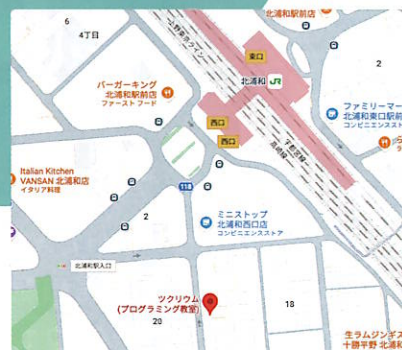 北浦和駅前店
6
4丁目
上野東京ライン
東口
2
北浦和
JR
バーガーキング
北浦和駅前店
ファースト フード
西口
西口
ファミリーマー
北浦和東口駅前
コンビニエンススト
宇都宮線
高崎線
Italian Kitchen
VANSAN 北浦和店
イタリア料理
118
2
ミニストップ
北浦和西口店
コンビニエンスストア
北浦和駅入口
ツクリウム
(プログラミング教室)
20
18
生ラムジンギス
十勝平野 北浦和